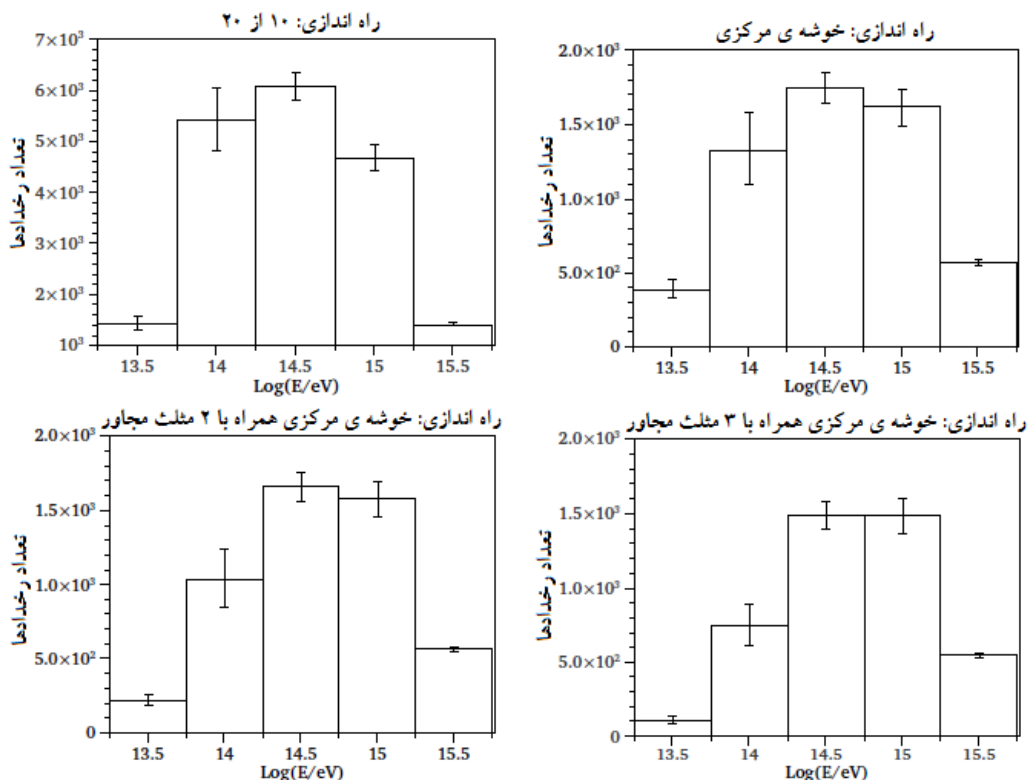 راه اندازی: ۱۰ از ۲۰
تعداد رخدادها
7×10³
6×10³
5×10³
4×10³
3×10³
2×10³
10³
13.5 14 14.5 15 15.5
Log(E/eV)
راه اندازی: خوشه ی مرکزی
تعداد رخدادها
2.0×10³
1.5×10³
1.0×10³
5.0×10²
0
13.5 14 14.5 15 15.5
Log(E/eV)
راه اندازی: خوشه ی مرکزی همراه با ۲ مثلث مجاور
تعداد رخدادها
2.0×10³
1.5×10³
1.0×10³
5.0×10²
0
13.5 14 14.5 15 15.5
Log(E/eV)
راه اندازی: خوشه ی مرکزی همراه با ۳ مثلث مجاور
تعداد رخدادها
2.0×10³
1.5×10³
1.0×10³
5.0×10²
0
13.5 14 14.5 15 15.5
Log(E/eV)